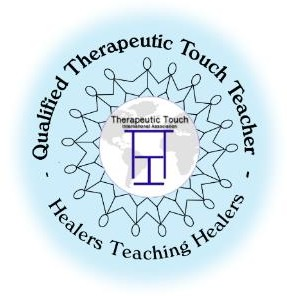 - Qualified Therapeutic Touch Teacher -
Therapeutic Touch
International Association
Healers Teaching Healers